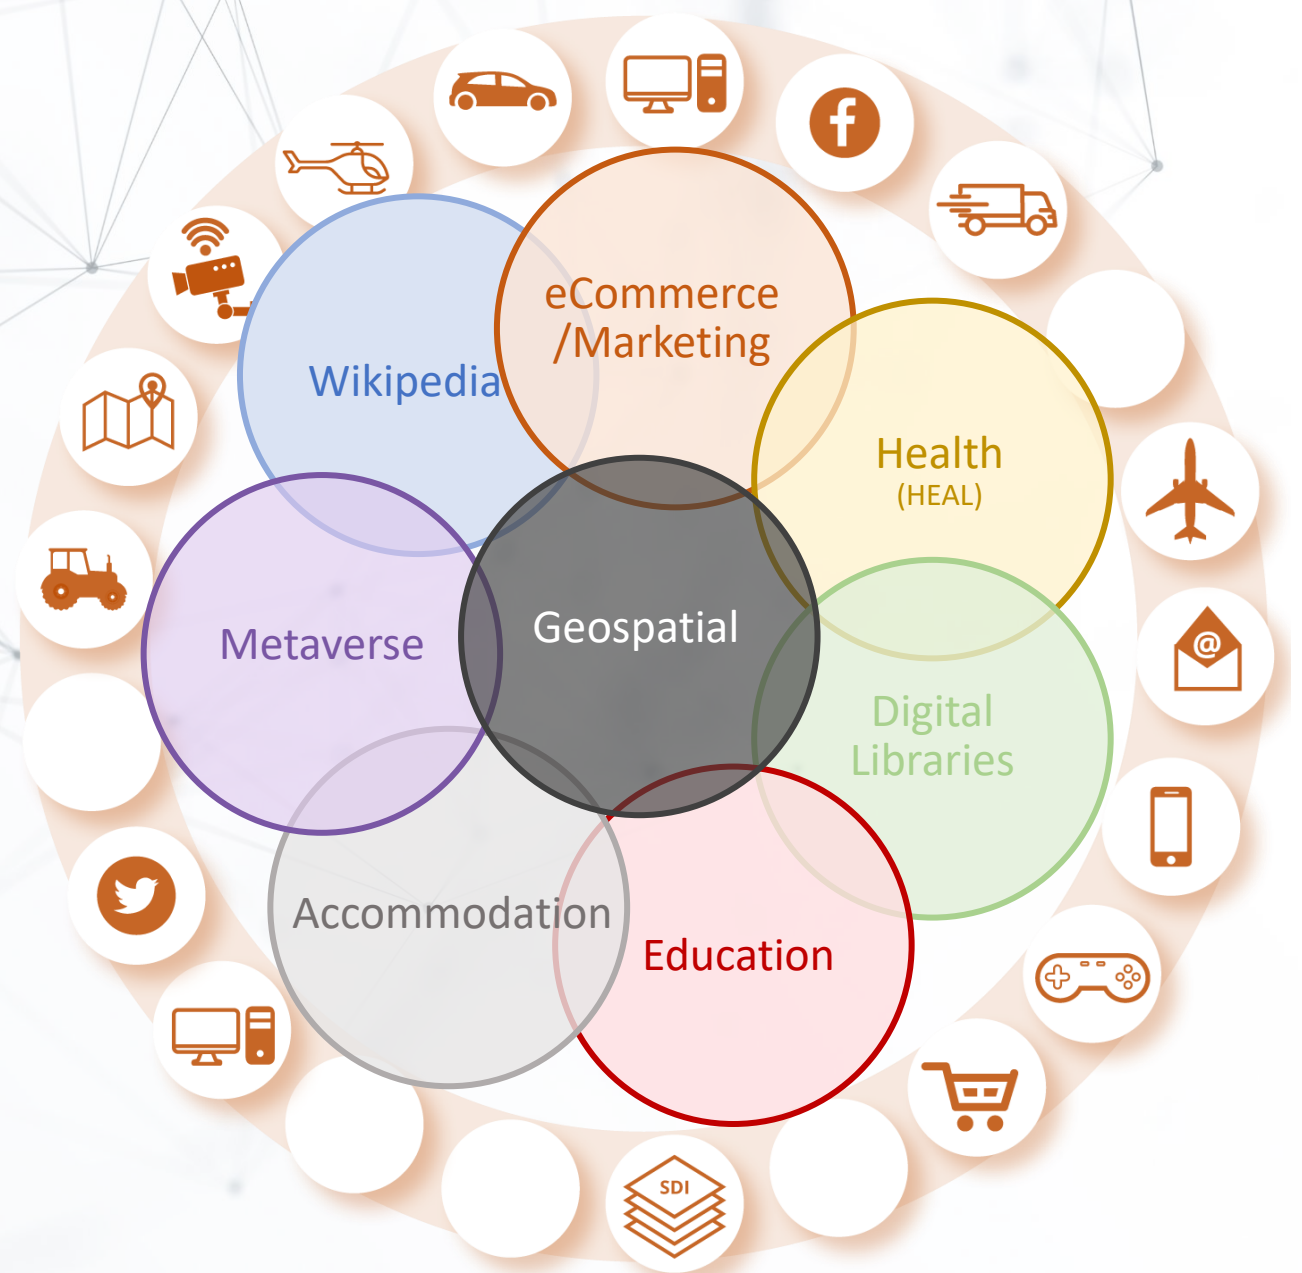 f
eCommerce
/Marketing
Wikipedia
Health
(HEAL)
Geospatial
Metaverse
@
Digital
Libraries
Accommodation
Education
SDI